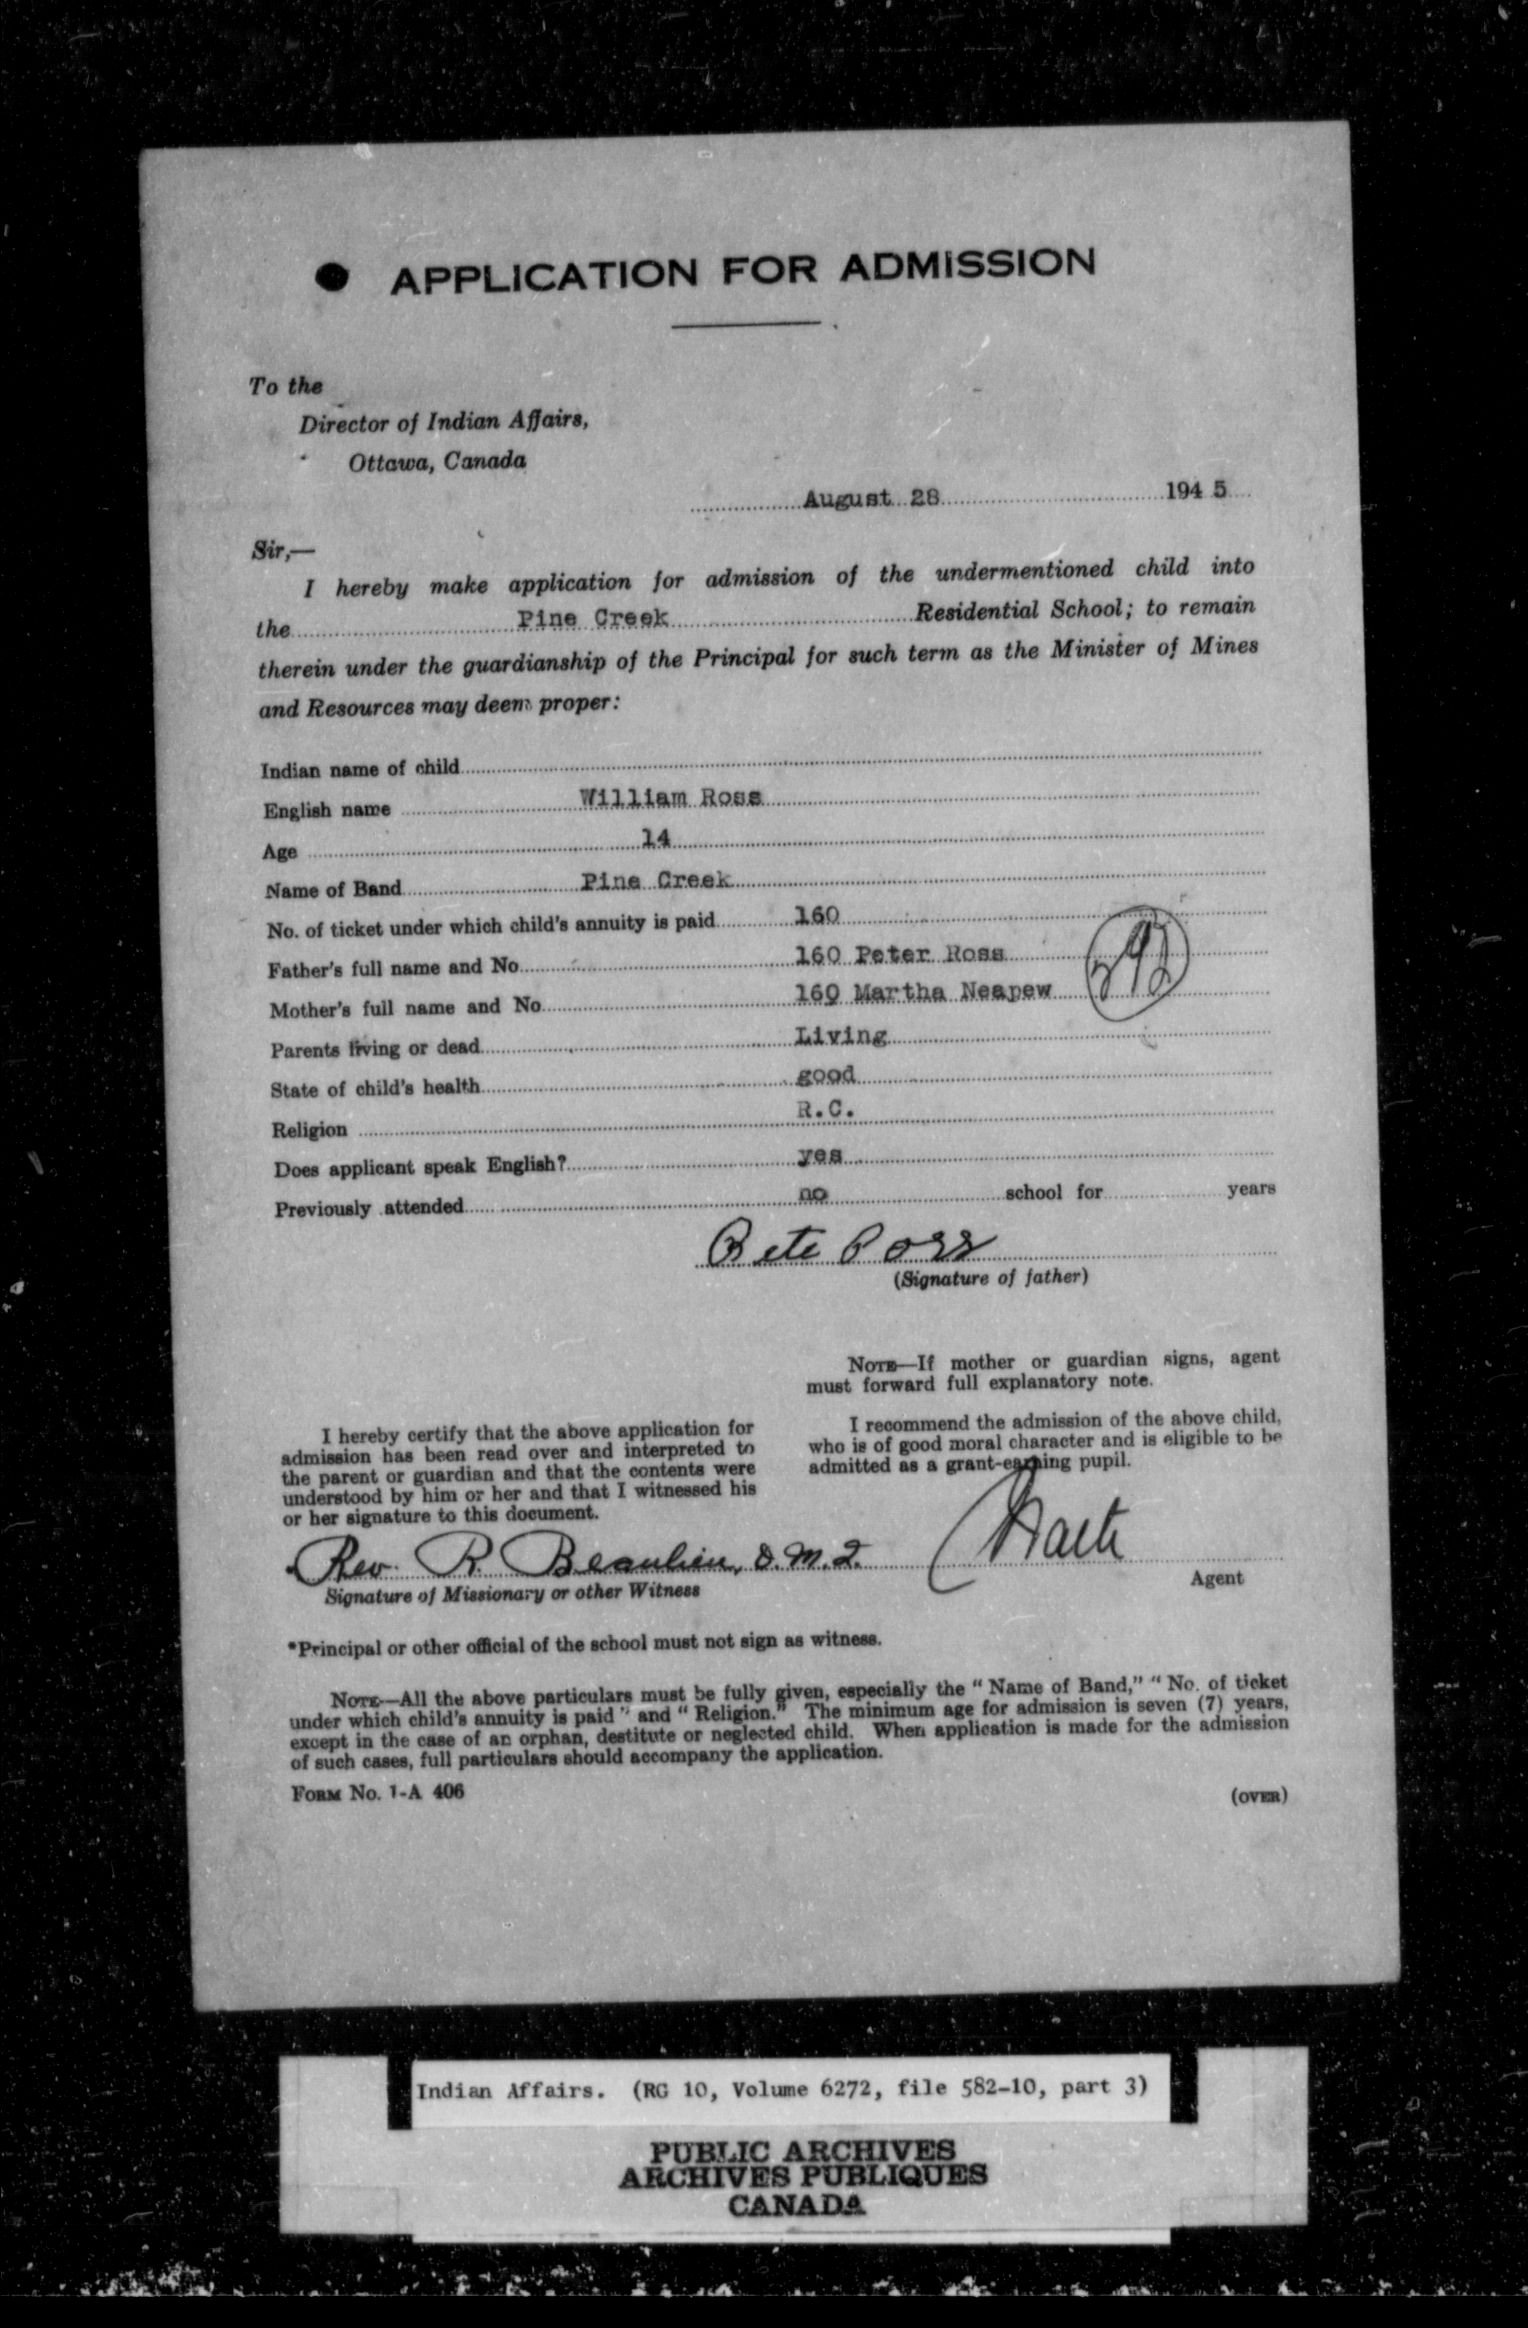 APPLICATION FOR ADMISSION
To the
Director of Indian Affairs,
Ottawa, Canada
August 28 194 5
Sir,—
I hereby make application for admission of the undermentioned child into
the Pine Creek Residential School; to remain
therein under the guardianship of the Principal for such term as the Minister of Mines
and Resources may deem proper:
Indian name of child
English name William Ross
Age 14
Name of Band Pine Creek
No. of ticket under which child's annuity is paid 160
Father's full name and No. 160 Peter Ross
Mother's full name and No. 160 Martha Neapew
Parents living or dead Living
State of child's health good
Religion R.C.
Does applicant speak English? yes
Previously attended no school for years
Pete Ross
(Signature of father)
NOTE—If mother or guardian signs, agent
must forward full explanatory note.
I hereby certify that the above application for
admission has been read over and interpreted to
the parent or guardian and that the contents were
understood by him or her and that I witnessed his
or her signature to this document.
I recommend the admission of the above child,
who is of good moral character and is eligible to be
admitted as a grant-earning pupil.
Rev. R. Beaulieu, O.M.I.
Signature of Missionary or other Witness
Agent
*Principal or other official of the school must not sign as witness.
NOTE—All the above particulars must be fully given, especially the "Name of Band," "No. of ticket
under which child's annuity is paid" and "Religion." The minimum age for admission is seven (7) years,
except in the case of an orphan, destitute or neglected child. When application is made for the admission
of such cases, full particulars should accompany the application.
FORM No. 1-A 406
(OVER)
Indian Affairs. (RG 10, Volume 6272, file 582-10, part 3)
PUBLIC ARCHIVES
ARCHIVES PUBLIQUES
CANADA